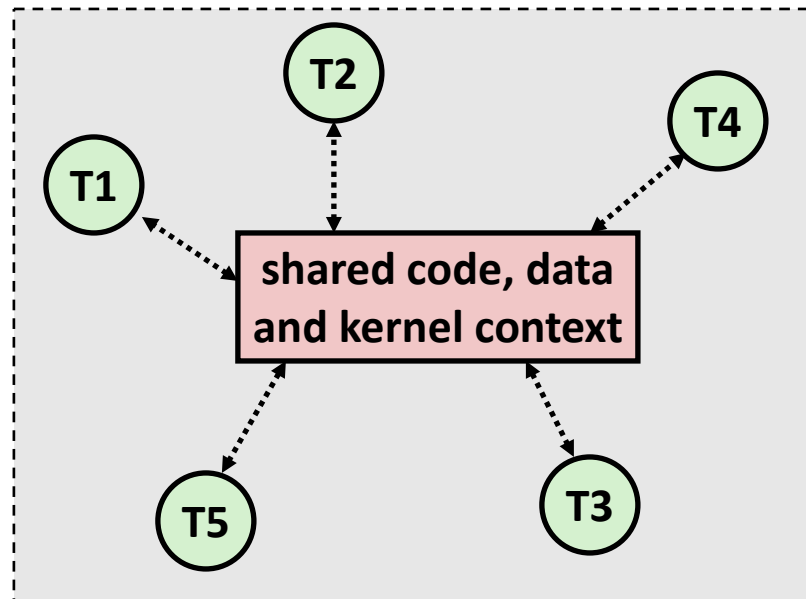 T2
T4
T1
shared code, data
and kernel context
T5
T3